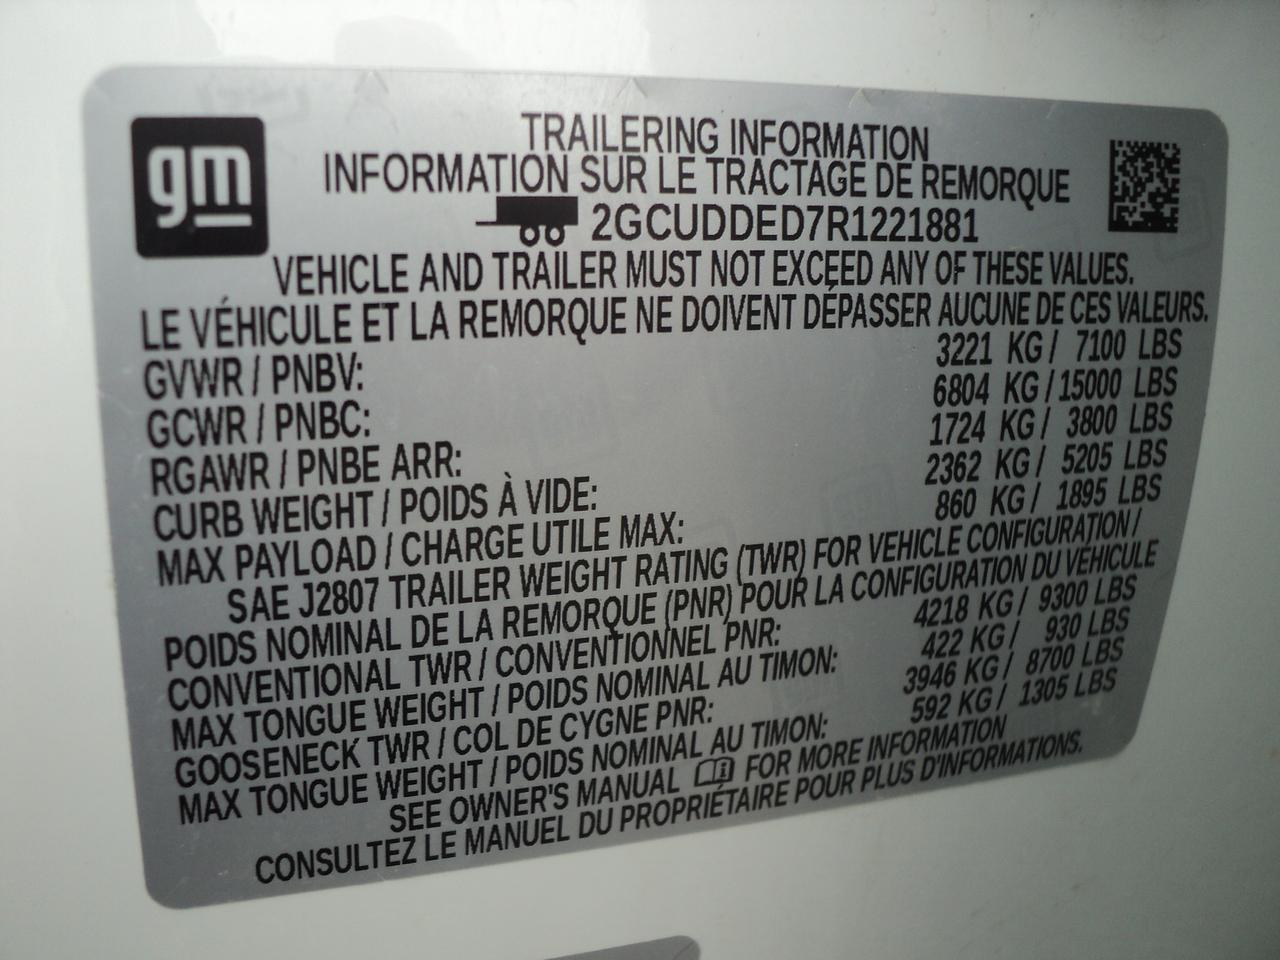 gm
TRAILERING INFORMATION
INFORMATION SUR LE TRACTAGE DE REMORQUE
2GCUDDED7R1221881
VEHICLE AND TRAILER MUST NOT EXCEED ANY OF THESE VALUES.
LE VÉHICULE ET LA REMORQUE NE DOIVENT DÉPASSER AUCUNE DE CES VALEURS.
GVWR / PNBV: 3221 KG / 7100 LBS
GCWR / PNBC: 6804 KG / 15000 LBS
RGAWR / PNBE ARR: 1724 KG / 3800 LBS
CURB WEIGHT / POIDS À VIDE: 2362 KG / 5205 LBS
MAX PAYLOAD / CHARGE UTILE MAX: 860 KG / 1895 LBS
SAE J2807 TRAILER WEIGHT RATING (TWR) FOR VEHICLE CONFIGURATION /
POIDS NOMINAL DE LA REMORQUE (PNR) POUR LA CONFIGURATION DU VÉHICULE
CONVENTIONAL TWR / CONVENTIONNEL PNR: 4218 KG / 9300 LBS
MAX TONGUE WEIGHT / POIDS NOMINAL AU TIMON: 422 KG / 930 LBS
GOOSENECK TWR / COL DE CYGNE PNR: 3946 KG / 8700 LBS
MAX TONGUE WEIGHT / POIDS NOMINAL AU TIMON: 592 KG / 1305 LBS
SEE OWNER'S MANUAL FOR MORE INFORMATION
CONSULTEZ LE MANUEL DU PROPRIÉTAIRE POUR PLUS D'INFORMATIONS.